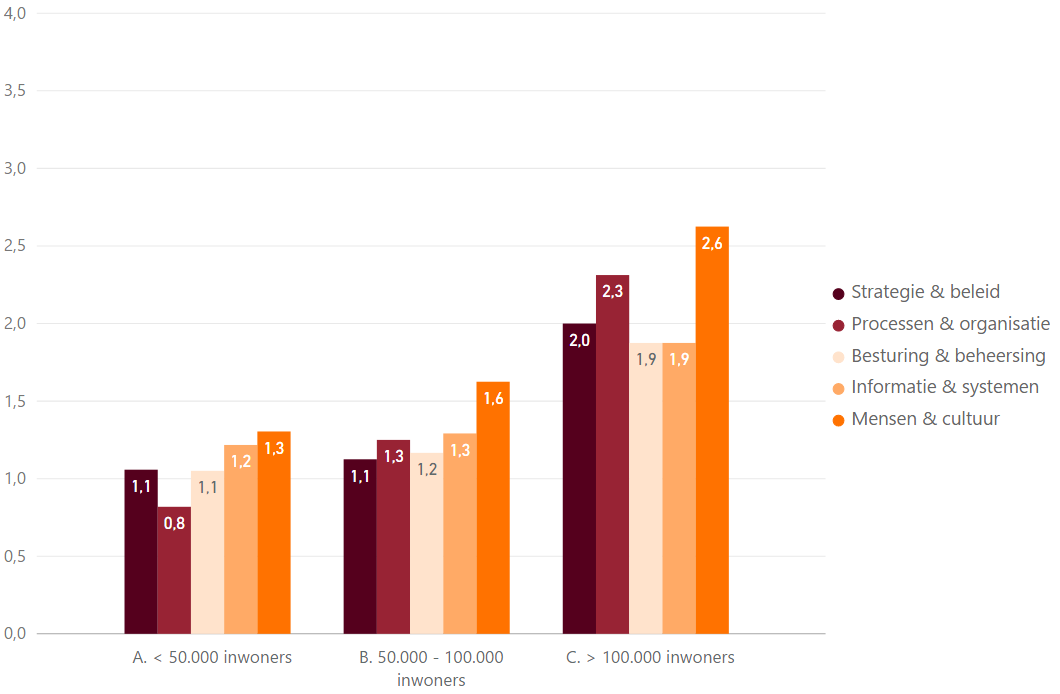 4,0
3,5
3,0
2,5
2,0
1,5
1,0
0,5
0,0
1,1
0,8
1,1
1,2
1,3
1,1
1,3
1,2
1,3
1,6
2,0
2,3
1,9
1,9
2,6
A. < 50.000 inwoners
B. 50.000 - 100.000
inwoners
C. > 100.000 inwoners
Strategie & beleid
Processen & organisatie
Besturing & beheersing
Informatie & systemen
Mensen & cultuur